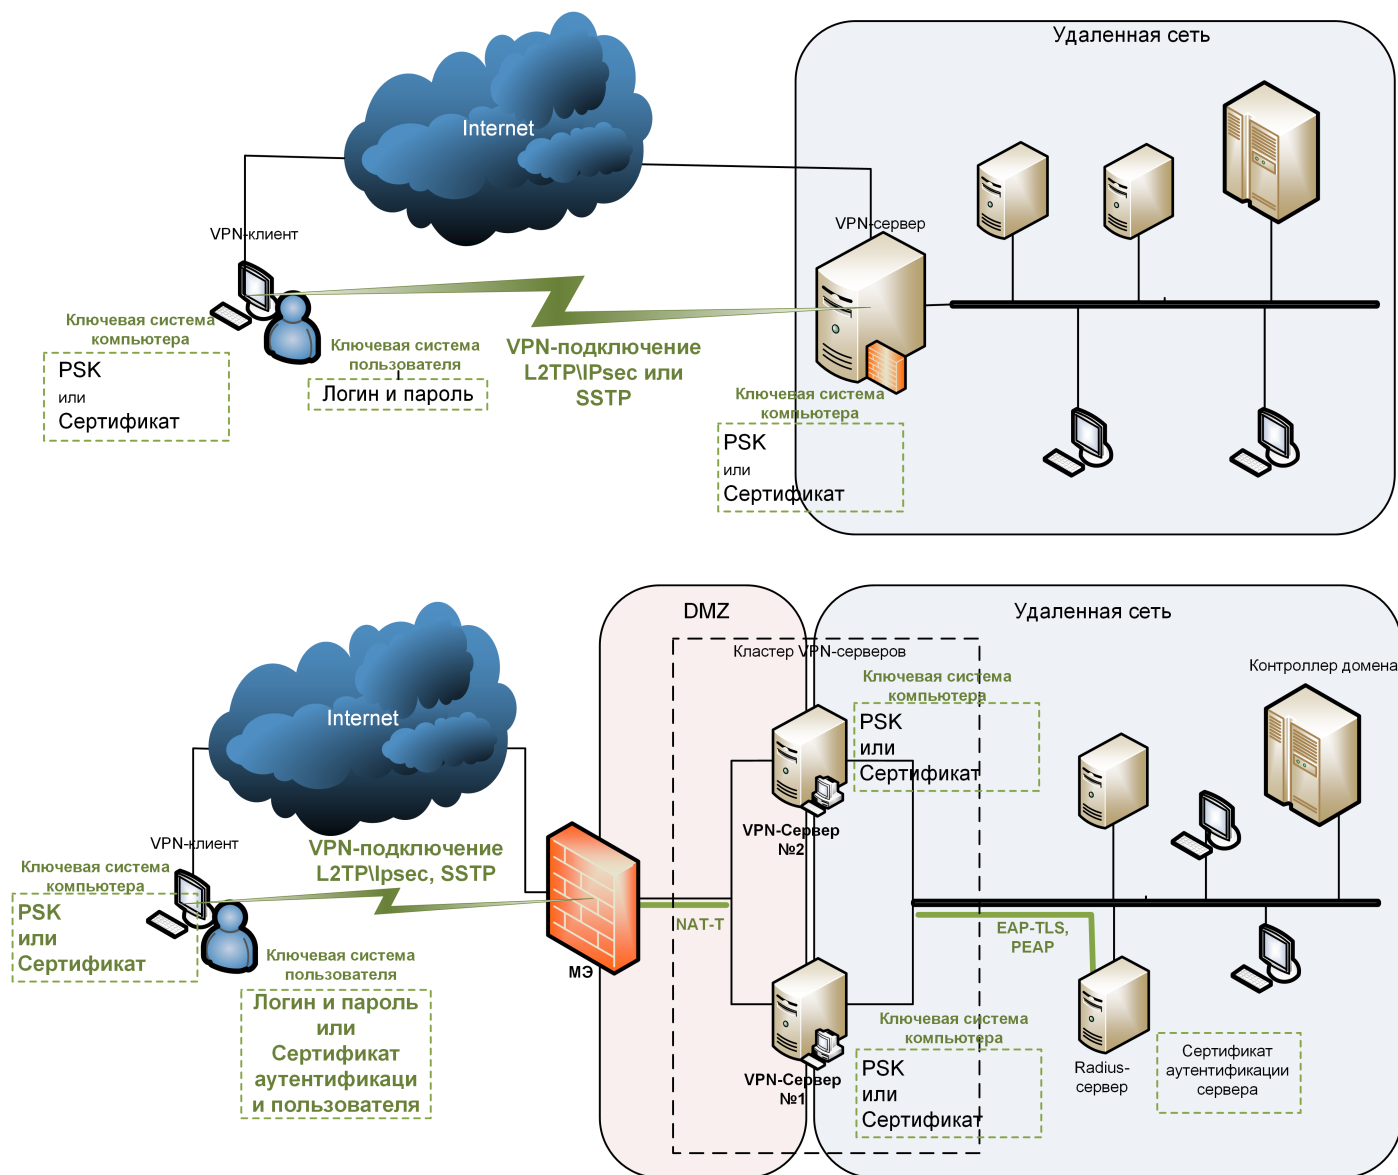 Удаленная сеть
Internet
VPN-клиент
VPN-сервер
Ключевая система
компьютера
PSK
или
Сертификат
Ключевая система
пользователя
Логин и пароль
VPN-подключение
L2TP\IPsec или
SSTP
Ключевая система
компьютера
PSK
или
Сертификат
DMZ
Удаленная сеть
Кластер VPN-серверов
Контроллер домена
Ключевая система
компьютера
PSK
или
Сертификат
Internet
VPN-клиент
VPN-подключение
L2TP\Ipsec, SSTP
VPN-Сервер
№2
Ключевая система
компьютера
PSK
или
Сертификат
NAT-T
EAP-TLS,
PEAP
МЭ
Ключевая система
пользователя
Логин и пароль
или
Сертификат
аутентификаци
и пользователя
Ключевая система
компьютера
PSK
или
Сертификат
VPN-Сервер
№1
Radius-
сервер
Сертификат
аутентификации
сервера